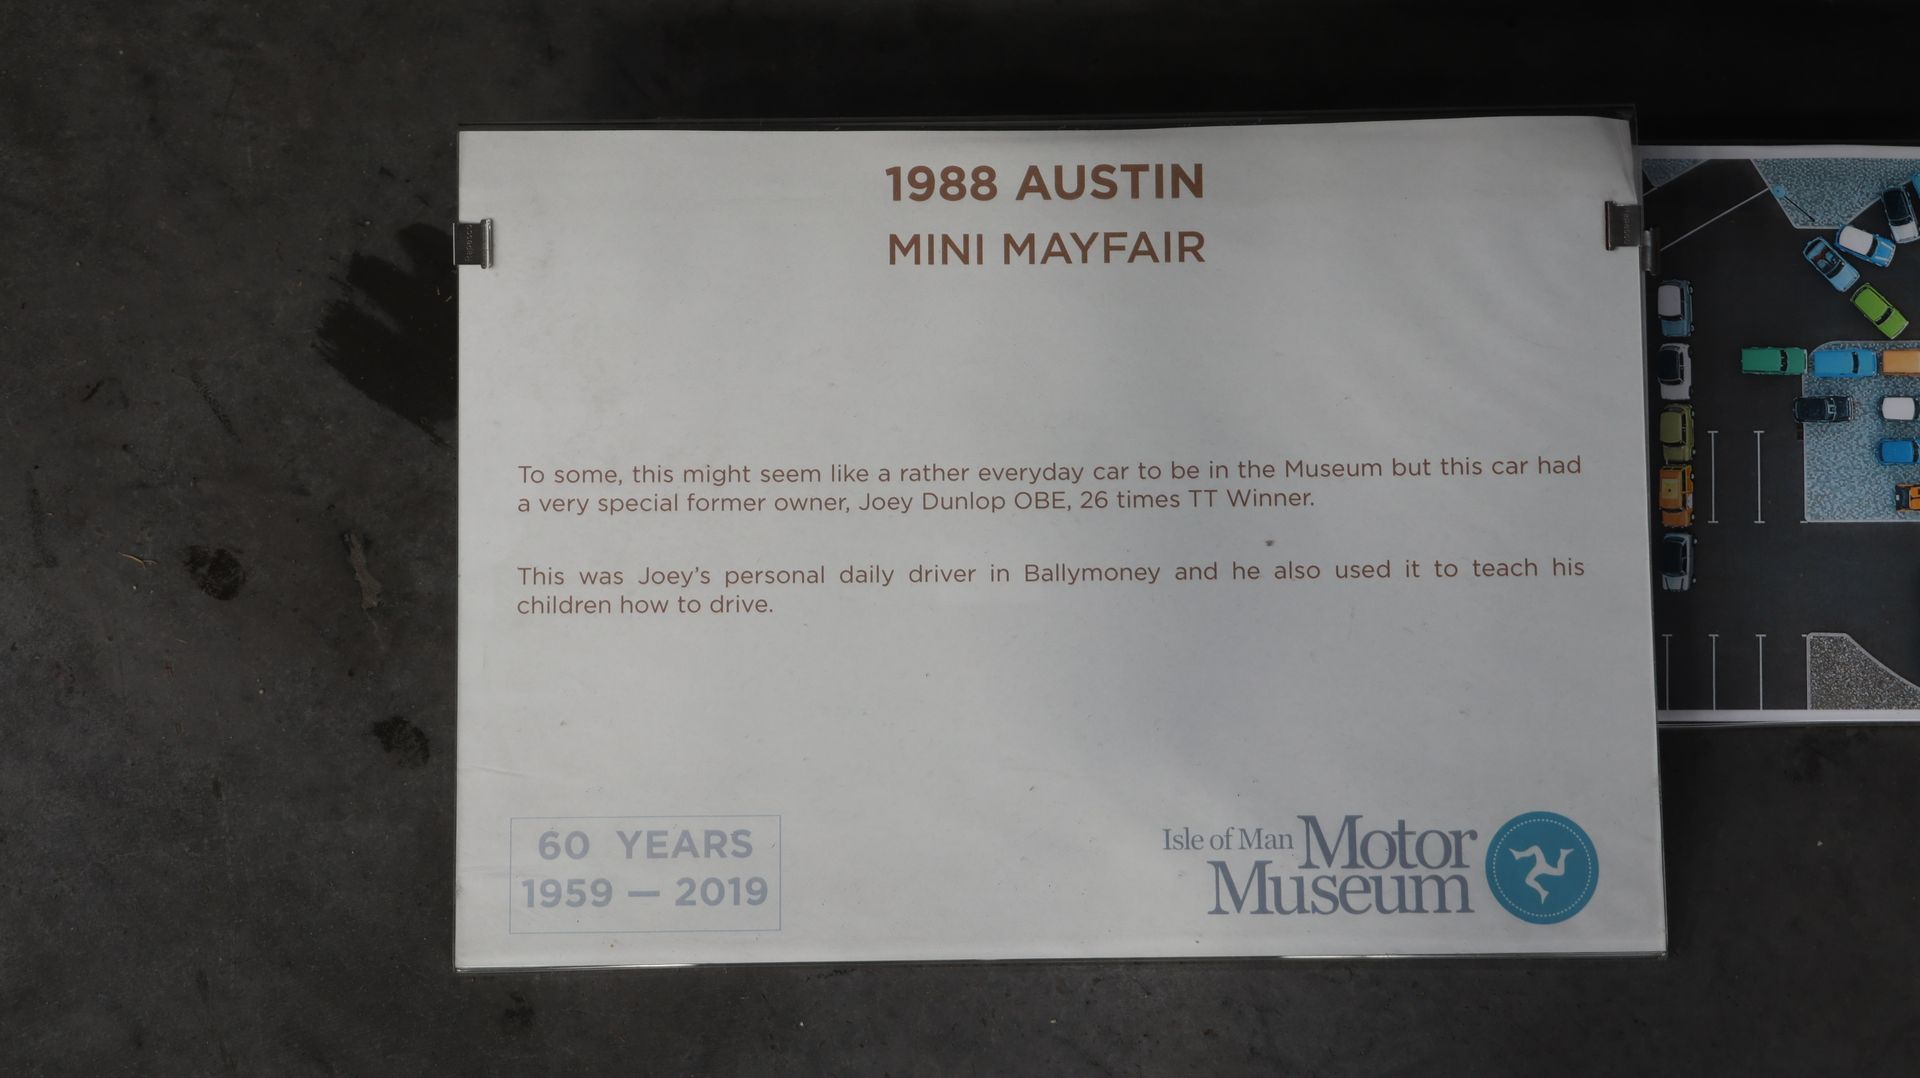 1988 AUSTIN
MINI MAYFAIR
To some, this might seem like a rather everyday car to be in the Museum but this car had
a very special former owner, Joey Dunlop OBE, 26 times TT Winner.
This was Joey’s personal daily driver in Ballymoney and he also used it to teach his
children how to drive.
60 YEARS
1959 — 2019
Isle of Man Motor
Museum